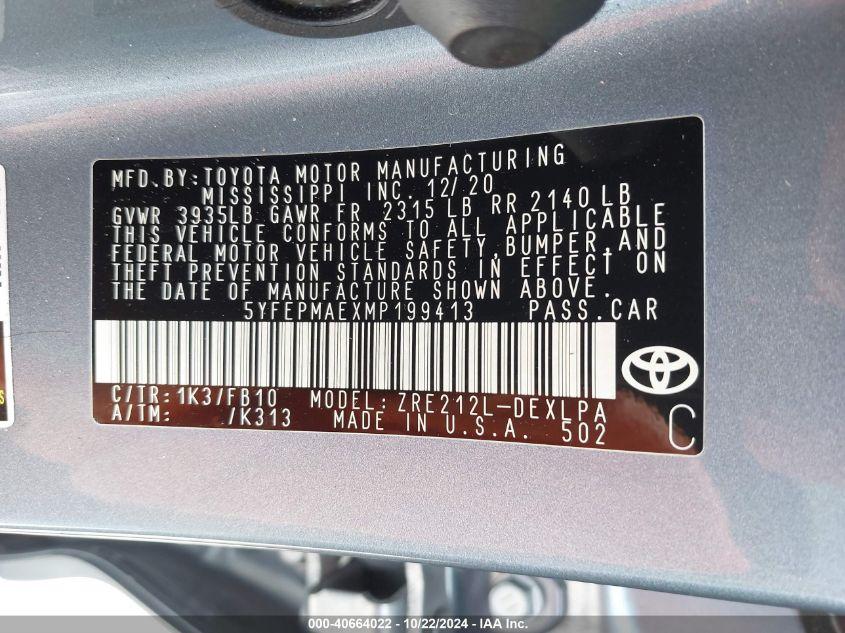 MFD. BY: TOYOTA MOTOR MANUFACTURING
MISSISSIPPI INC. 12/20
GVWR 3935LB GAWR FR 2315 LB RR 2140 LB
THIS VEHICLE CONFORMS TO ALL APPLICABLE
FEDERAL MOTOR VEHICLE SAFETY, BUMPER, AND
THEFT PREVENTION STANDARDS IN EFFECT ON
THE DATE OF MANUFACTURE SHOWN ABOVE.
5YFEPMAEXMP199413 PASS. CAR
C/TR: 1K3/FB10 MODEL: ZRE212L-DEXLPA
A/TM: /K313 MADE IN U.S.A. 502
C
000-40664022 - 10/22/2024 - IAA Inc.